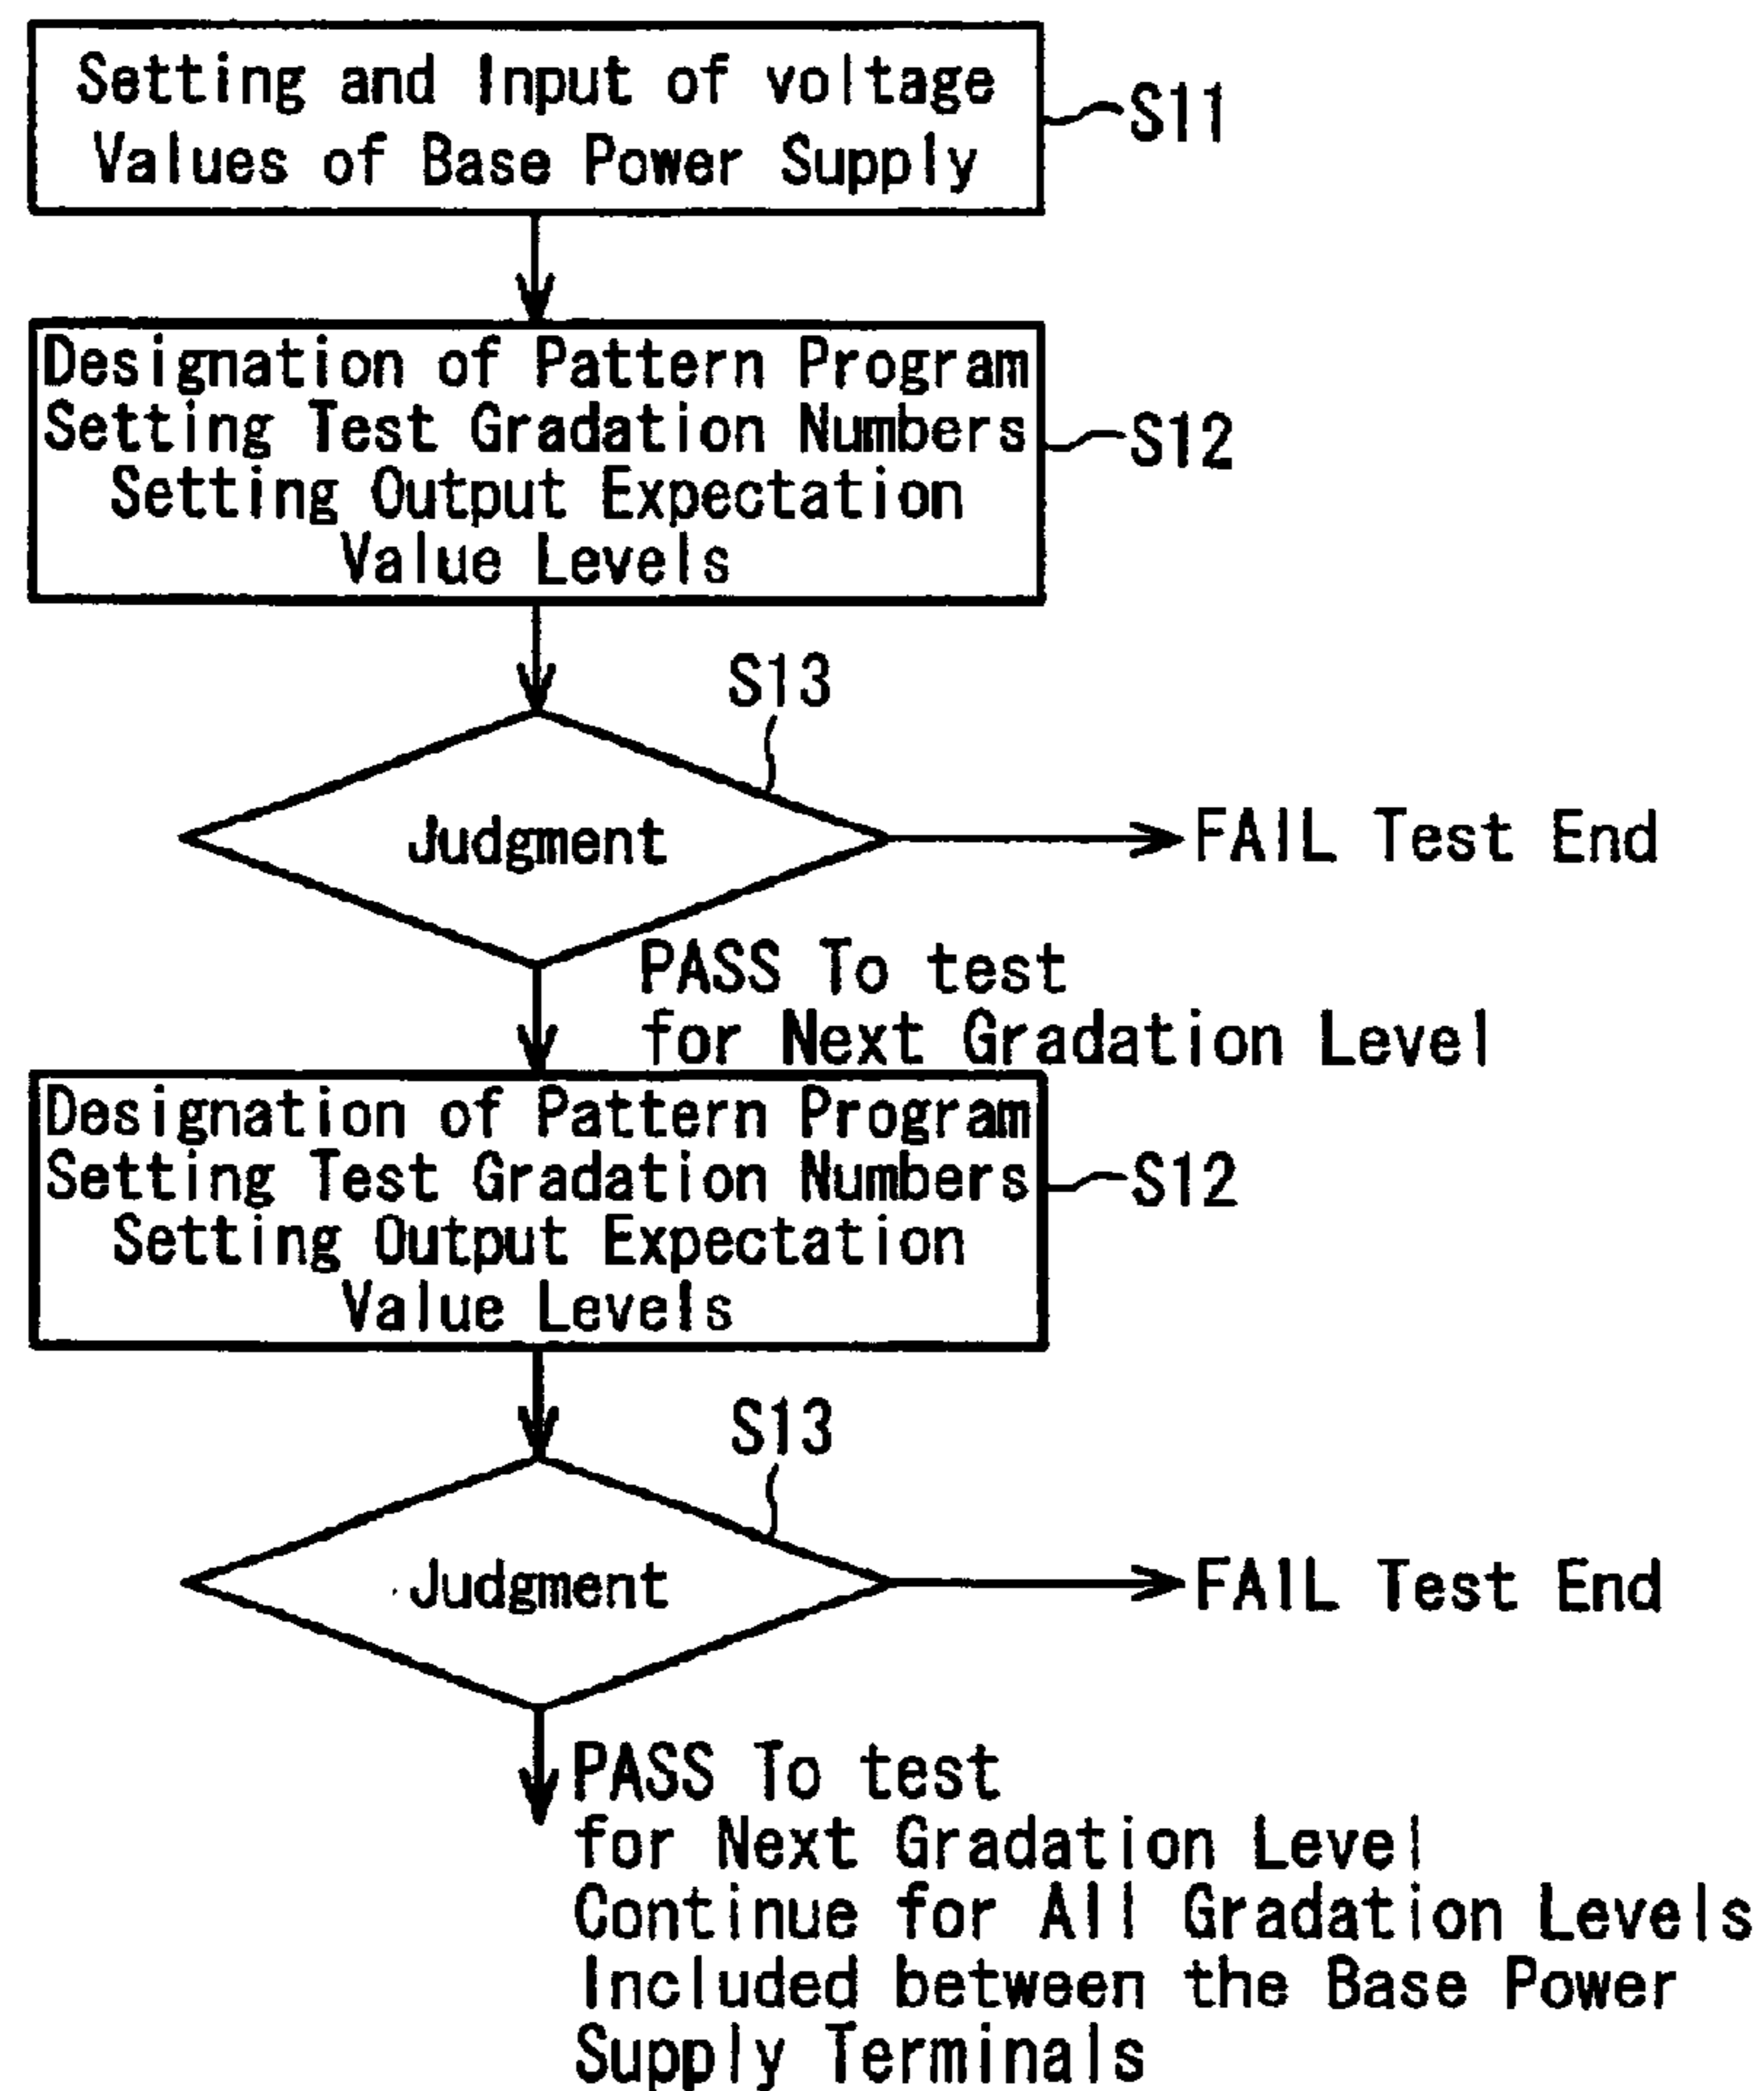 Setting and Input of voltage
Values of Base Power Supply
S11
Designation of Pattern Program
Setting Test Gradation Numbers
Setting Output Expectation
Value Levels
S12
S13
Judgment
FAIL Test End
PASS To test
for Next Gradation Level
Designation of Pattern Program
Setting Test Gradation Numbers
Setting Output Expectation
Value Levels
S12
S13
Judgment
FAIL Test End
PASS To test
for Next Gradation Level
Continue for All Gradation Levels
Included between the Base Power
Supply Terminals